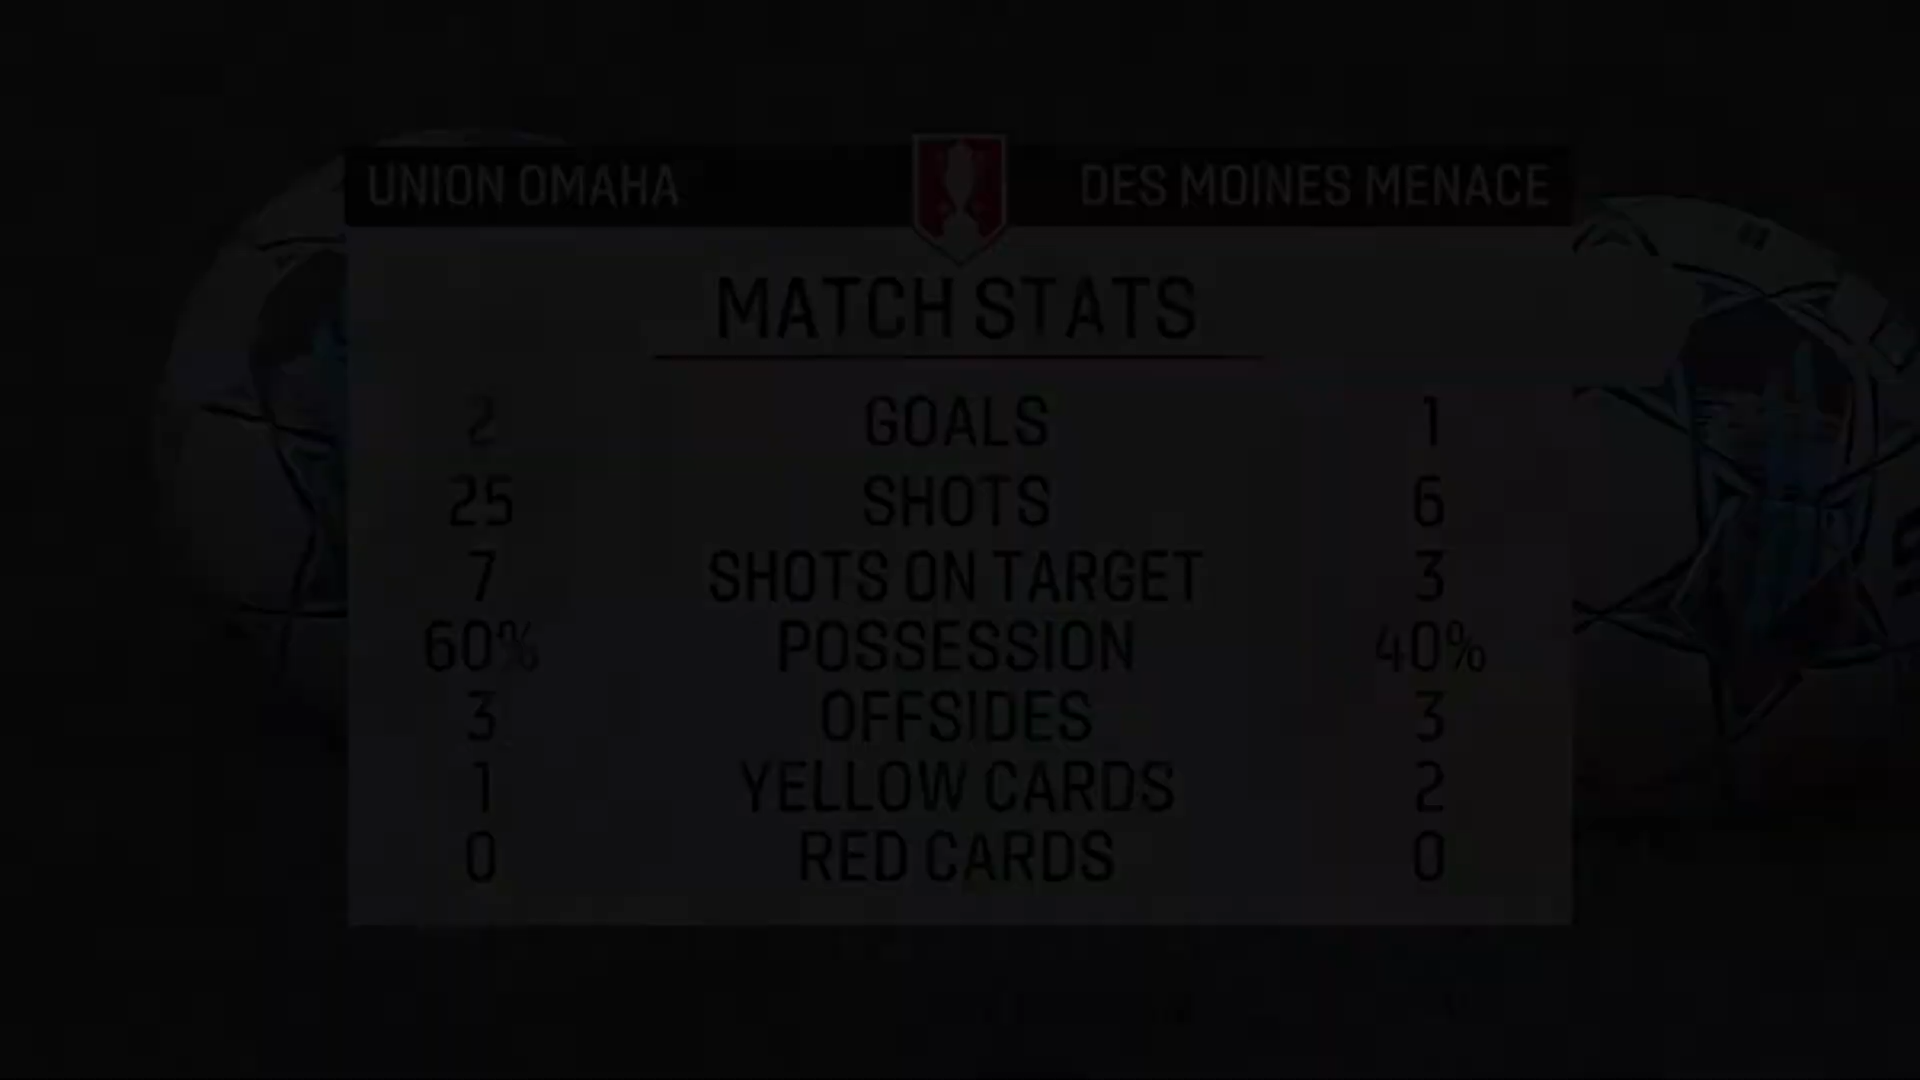 UNION OMAHA DES MOINES MENACE
MATCH STATS
2 GOALS 1
25 SHOTS 6
7 SHOTS ON TARGET 3
60% POSSESSION 40%
3 OFFSIDES 3
1 YELLOW CARDS 2
0 RED CARDS 0